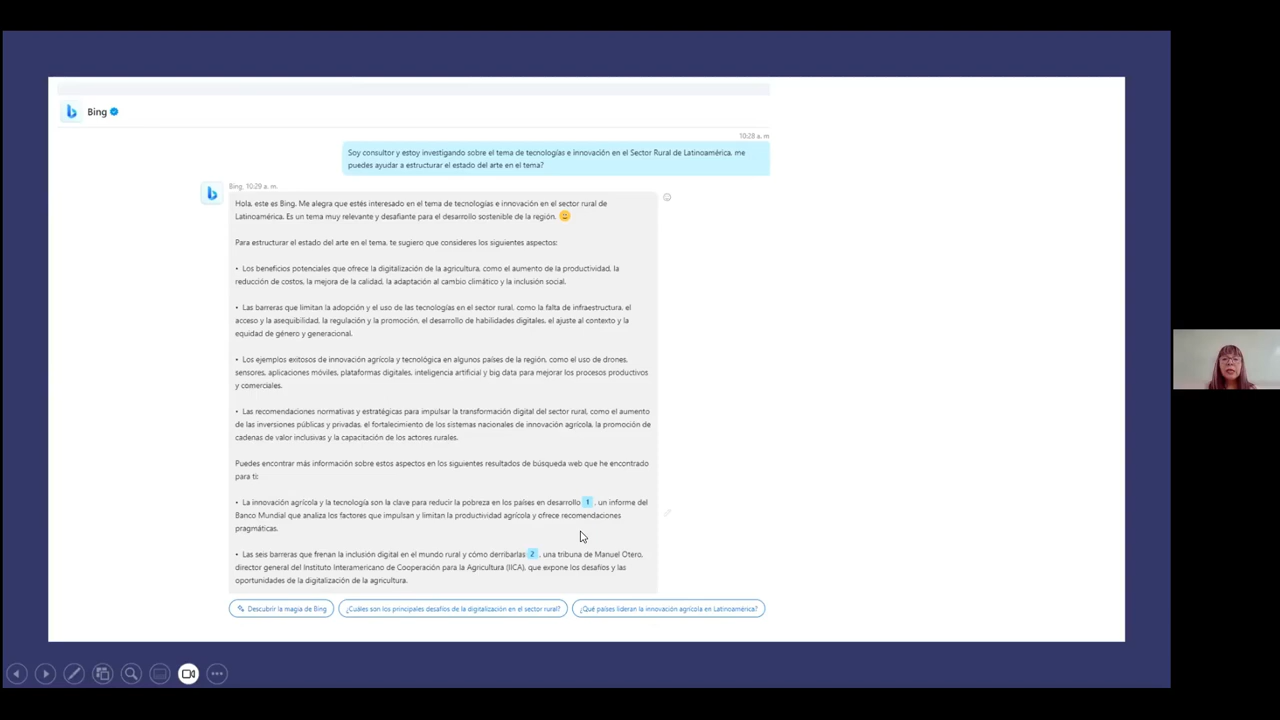 Bing
10:28 a. m
Soy consultor y estoy investigando sobre el tema de tecnologías e innovación en el Sector Rural de Latinoamérica, me
puedes ayudar a estructurar el estado del arte en el tema?
Bing, 10:29 a. m.
Hola, este es Bing. Me alegra que estés interesado en el tema de tecnologías e innovación en el sector rural de
Latinoamérica. Es un tema muy relevante y desafiante para el desarrollo sostenible de la región. 😊
Para estructurar el estado del arte en el tema, te sugiero que consideres los siguientes aspectos:
• Los beneficios potenciales que ofrece la digitalización de la agricultura, como el aumento de la productividad, la
reducción de costos, la mejora de la calidad, la adaptación al cambio climático y la inclusión social.
• Las barreras que limitan la adopción y el uso de las tecnologías en el sector rural, como la falta de infraestructura, el
acceso y la asequibilidad, la regulación y la promoción, el desarrollo de habilidades digitales, el ajuste al contexto y la
equidad de género y generacional.
• Los ejemplos exitosos de innovación agrícola y tecnológica en algunos países de la región, como el uso de drones,
sensores, aplicaciones móviles, plataformas digitales, inteligencia artificial y big data para mejorar los procesos productivos
y comerciales.
• Las recomendaciones normativas y estratégicas para impulsar la transformación digital del sector rural, como el aumento
de las inversiones públicas y privadas, el fortalecimiento de los sistemas nacionales de innovación agrícola, la promoción de
cadenas de valor inclusivas y la capacitación de los actores rurales.
Puedes encontrar más información sobre estos aspectos en los siguientes resultados de búsqueda web que he encontrado
para ti:
• La innovación agrícola y la tecnología son la clave para reducir la pobreza en los países en desarrollo 1 , un informe del
Banco Mundial que analiza los factores que impulsan y limitan la productividad agrícola y ofrece recomendaciones
pragmáticas.
• Las seis barreras que frenan la inclusión digital en el mundo rural y cómo derribarlas 2 , una tribuna de Manuel Otero,
director general del Instituto Interamericano de Cooperación para la Agricultura (IICA), que expone los desafíos y las
oportunidades de la digitalización de la agricultura.
Descubrir la magia de Bing
¿Cuáles son los principales desafíos de la digitalización en el sector rural?
¿Qué países lideran la innovación agrícola en Latinoamérica?